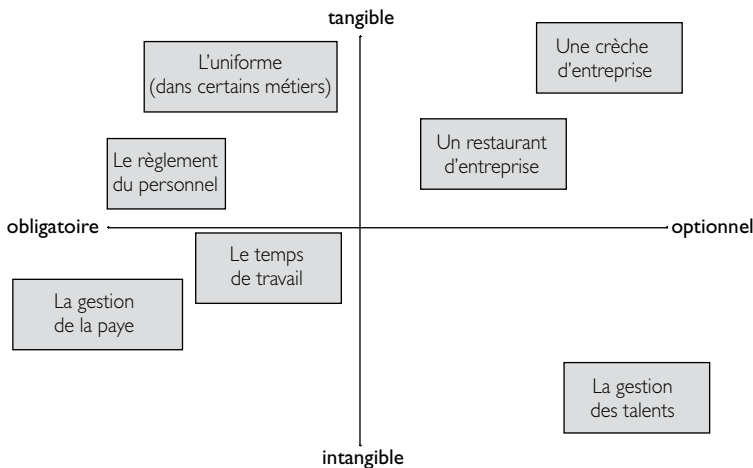 tangible
L'uniforme
(dans certains métiers)
Une crèche
d'entreprise
Un restaurant
d'entreprise
Le règlement
du personnel
obligatoire
optionnel
Le temps
de travail
La gestion
de la paye
La gestion
des talents
intangible